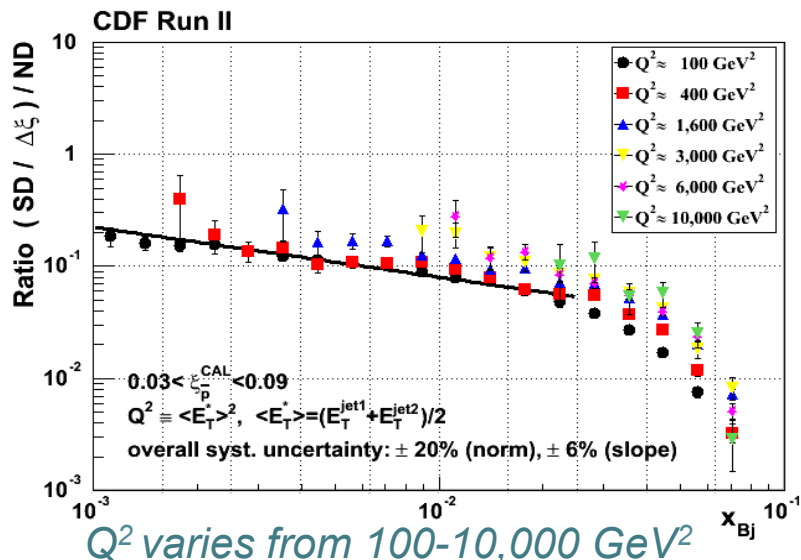 CDF Run II
Ratio ( SD / Δξ ) / ND
10
1
10⁻¹
10⁻²
10⁻³
Q² ≈ 100 GeV²
Q² ≈ 400 GeV²
Q² ≈ 1,600 GeV²
Q² ≈ 3,000 GeV²
Q² ≈ 6,000 GeV²
Q² ≈ 10,000 GeV²
0.03< ξ_p̄^CAL <0.09
Q² ≡ <E_T^*>², <E_T^*>=(E_T^jet1+E_T^jet2)/2
overall syst. uncertainty: ± 20% (norm), ± 6% (slope)
10⁻³ 10⁻² 10⁻¹
x_Bj
Q² varies from 100-10,000 GeV²